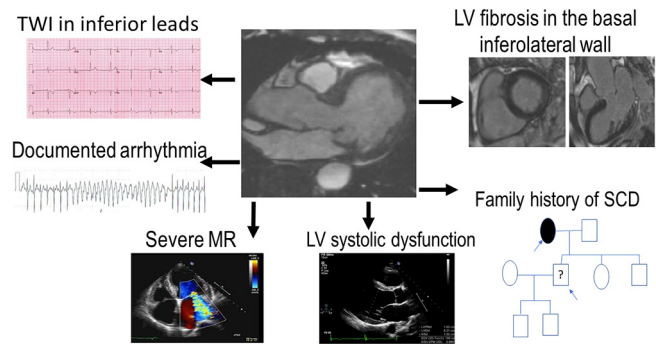 TWI in inferior leads
LV fibrosis in the basal
inferolateral wall
Documented arrhythmia
Family history of SCD
Severe MR
LV systolic dysfunction
?